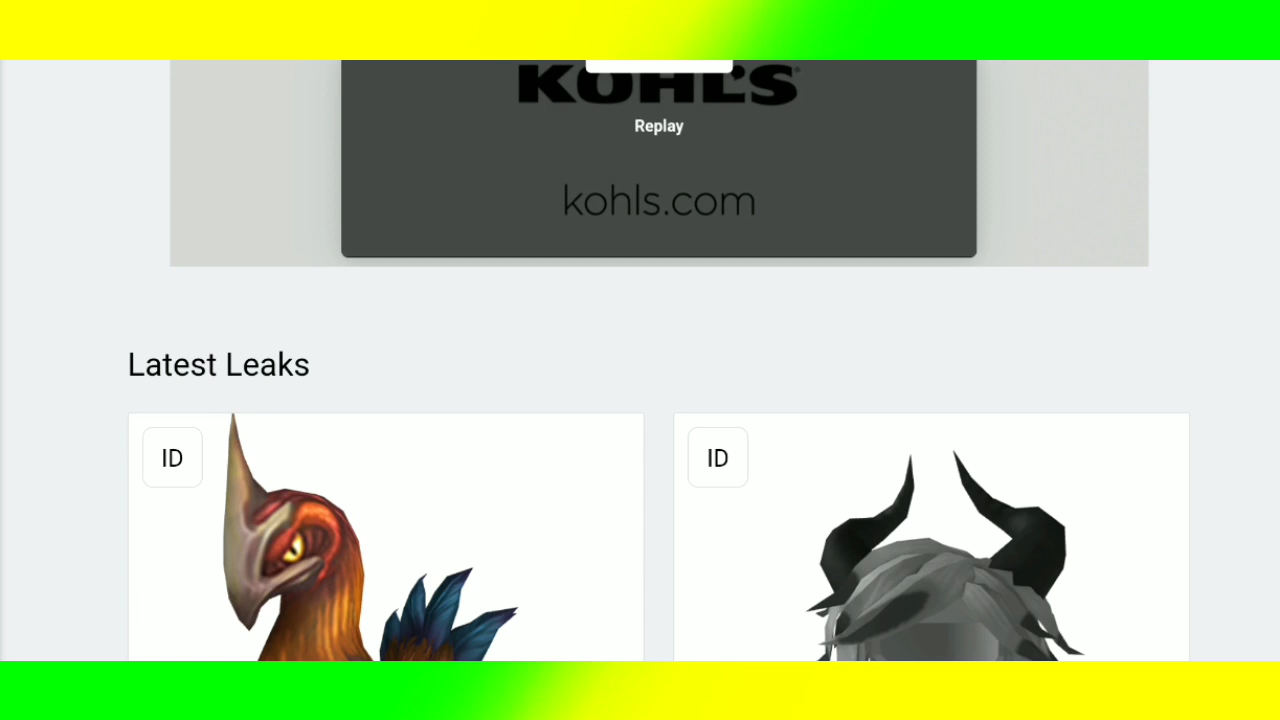 KOHL'S
Replay
kohls.com
Latest Leaks
ID
ID